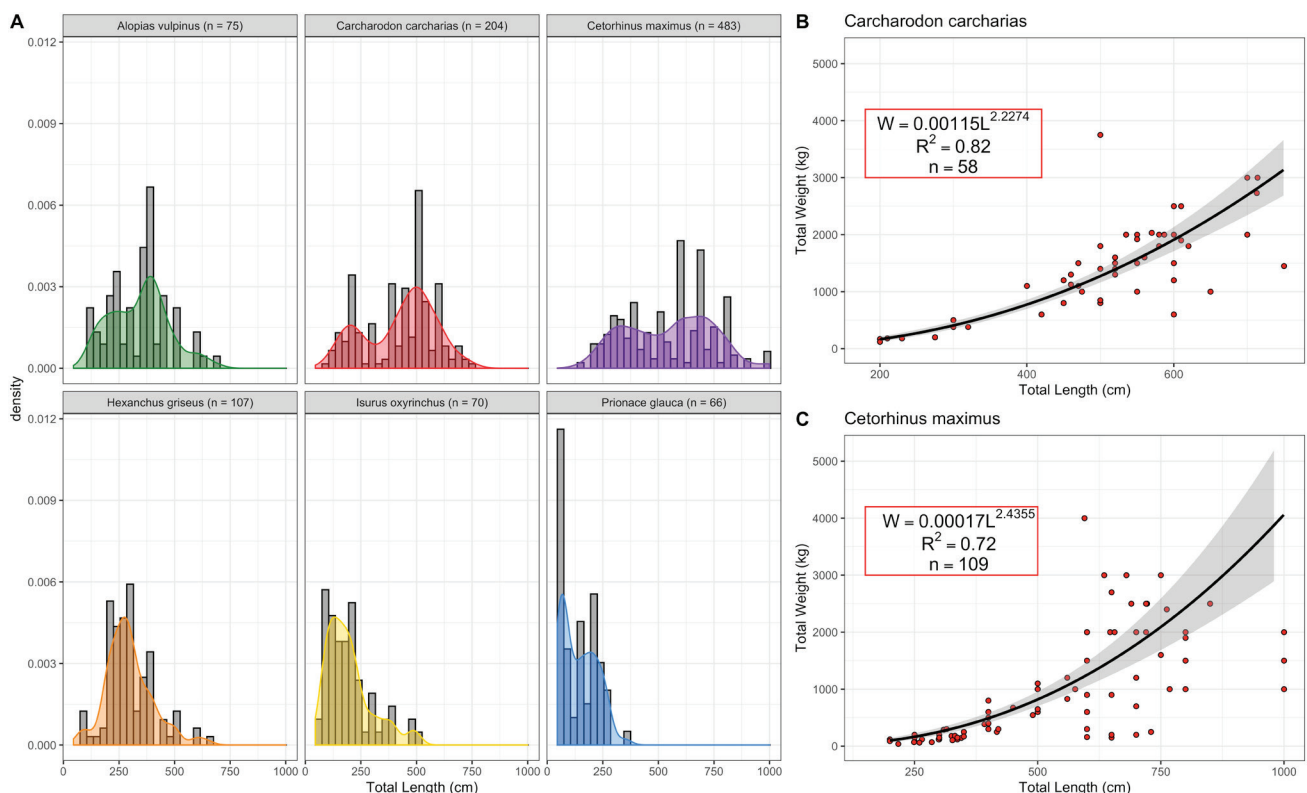 A
Alopias vulpinus (n = 75)
Carcharodon carcharias (n = 204)
Cetorhinus maximus (n = 483)
0.012
0.009
0.006
0.003
0.000
density
Hexanchus griseus (n = 107)
Isurus oxyrinchus (n = 70)
Prionace glauca (n = 66)
0.012
0.009
0.006
0.003
0.000
0 250 500 750 1000
0 250 500 750 1000
0 250 500 750 1000
Total Length (cm)
B
Carcharodon carcharias
5000
4000
3000
2000
1000
0
Total Weight (kg)
W = 0.00115L^2.2274
R^2 = 0.82
n = 58
200 400 600
Total Length (cm)
C
Cetorhinus maximus
5000
4000
3000
2000
1000
0
Total Weight (kg)
W = 0.00017L^2.4355
R^2 = 0.72
n = 109
250 500 750 1000
Total Length (cm)